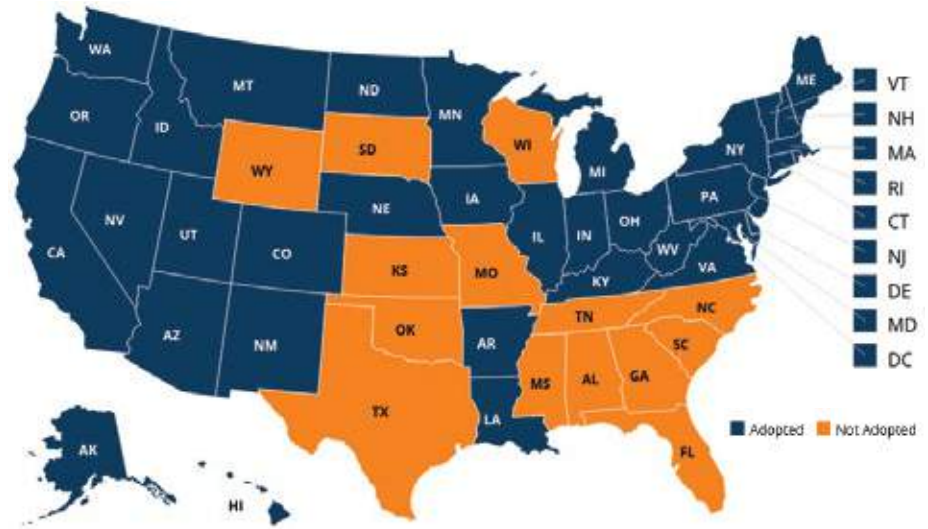 WA
MT
ND
MN
ME
VT
OR
ID
SD
WI
NH
WY
MI
NY
MA
RI
NV
NE
IA
PA
CT
CA
UT
CO
IL
IN
OH
NJ
WV
VA
DE
KS
MO
KY
MD
TN
NC
DC
AZ
NM
OK
AR
SC
MS
AL
GA
TX
LA
FL
Adopted
Not Adopted
AK
HI